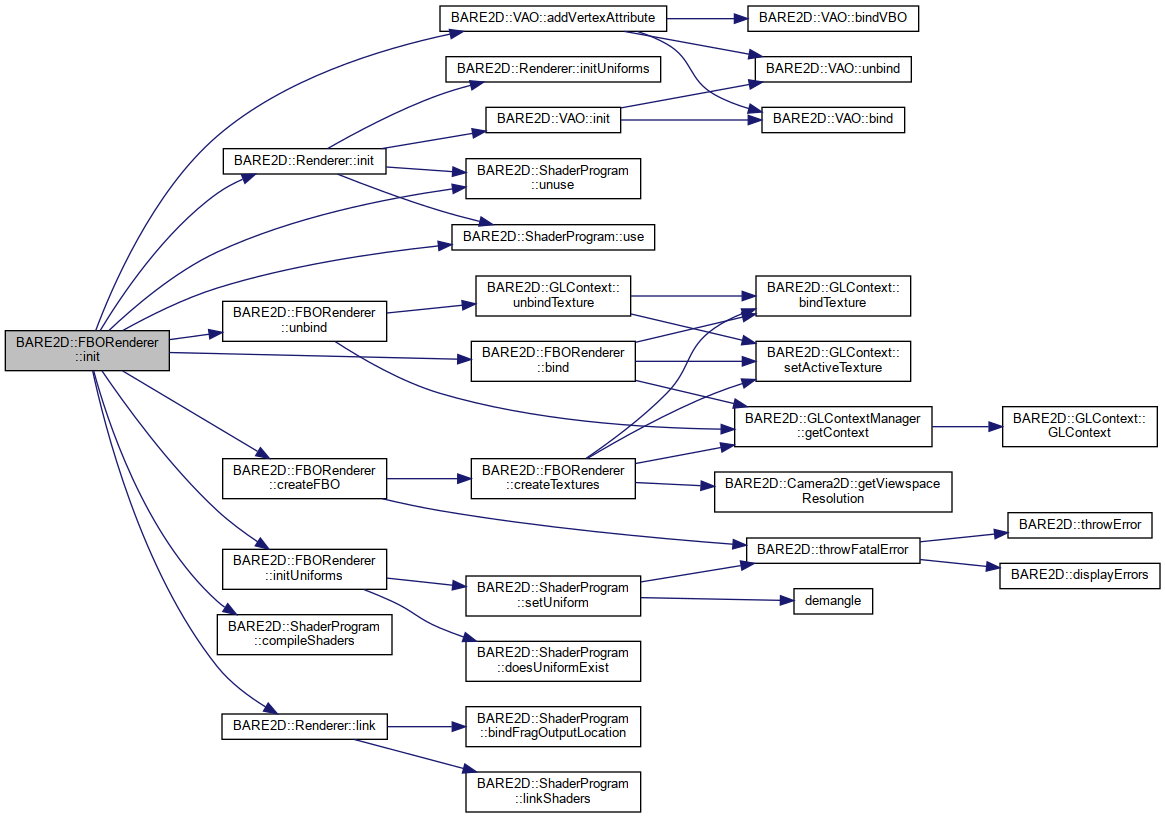 BARE2D::FBORenderer
::init
BARE2D::VAO::addVertexAttribute
BARE2D::VAO::bindVBO
BARE2D::Renderer::initUniforms
BARE2D::VAO::unbind
BARE2D::VAO::init
BARE2D::VAO::bind
BARE2D::Renderer::init
BARE2D::ShaderProgram
::unuse
BARE2D::ShaderProgram::use
BARE2D::FBORenderer
::unbind
BARE2D::GLContext::
unbindTexture
BARE2D::GLContext::
bindTexture
BARE2D::FBORenderer
::bind
BARE2D::GLContext::
setActiveTexture
BARE2D::GLContextManager
::getContext
BARE2D::GLContext::
GLContext
BARE2D::FBORenderer
::createFBO
BARE2D::FBORenderer
::createTextures
BARE2D::Camera2D::getViewspace
Resolution
BARE2D::throwFatalError
BARE2D::throwError
BARE2D::displayErrors
BARE2D::FBORenderer
::initUniforms
BARE2D::ShaderProgram
::setUniform
demangle
BARE2D::ShaderProgram
::compileShaders
BARE2D::ShaderProgram
::doesUniformExist
BARE2D::Renderer::link
BARE2D::ShaderProgram
::bindFragOutputLocation
BARE2D::ShaderProgram
::linkShaders